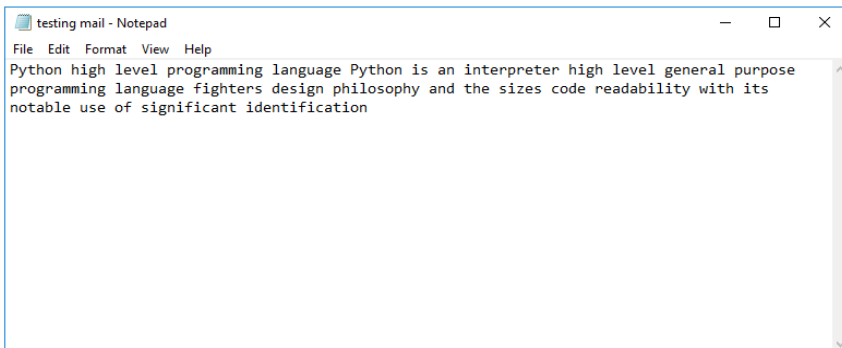 testing mail - Notepad
File Edit Format View Help
Python high level programming language Python is an interpreter high level general purpose
programming language fighters design philosophy and the sizes code readability with its
notable use of significant identification